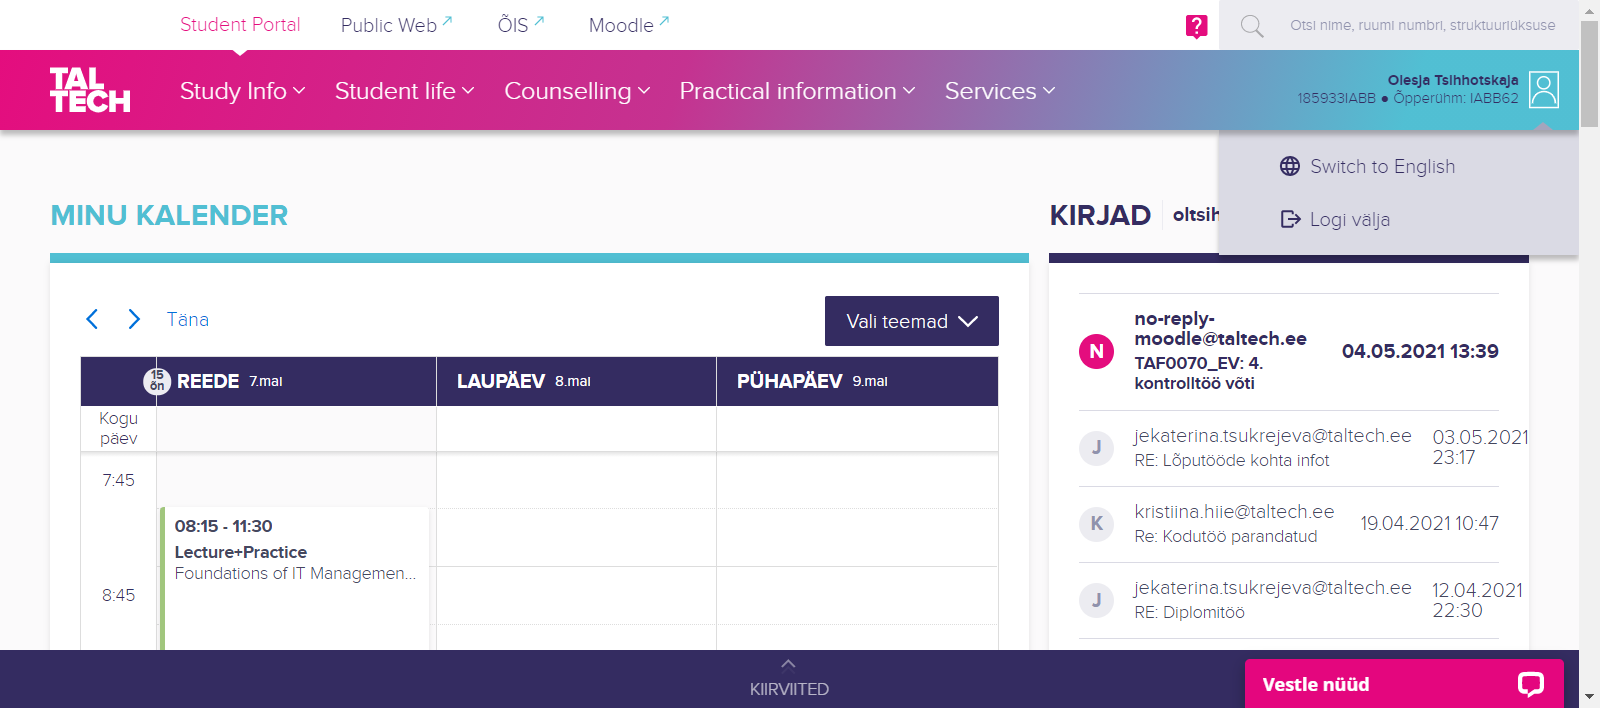 Student Portal Public Web ÕIS Moodle
? Otsi nime, ruumi numbri, struktuuriüksuse
TAL
TECH
Study Info Student life Counselling Practical information Services
Olesja Tsihhotskaja
185933IABB ● Õpperühm: IABB62
Switch to English
Logi välja
MINU KALENDER
Täna
Vali teemad
15
õn
REEDE 7.mai
LAUPÄEV 8.mai
PÜHAPÄEV 9.mai
Kogu
päev
7:45
08:15 - 11:30
Lecture+Practice
Foundations of IT Managemen...
8:45
KIRJAD oltsih
N
no-reply-
moodle@taltech.ee
TAF0070_EV: 4.
kontrolltöö võti
04.05.2021 13:39
J
jekaterina.tsukrejeva@taltech.ee
RE: Lõputööde kohta infot
03.05.2021
23:17
K
kristiina.hiie@taltech.ee
Re: Kodutöö parandatud
19.04.2021 10:47
J
jekaterina.tsukrejeva@taltech.ee
RE: Diplomitöö
12.04.2021
22:30
KIIRVIITED
Vestle nüüd